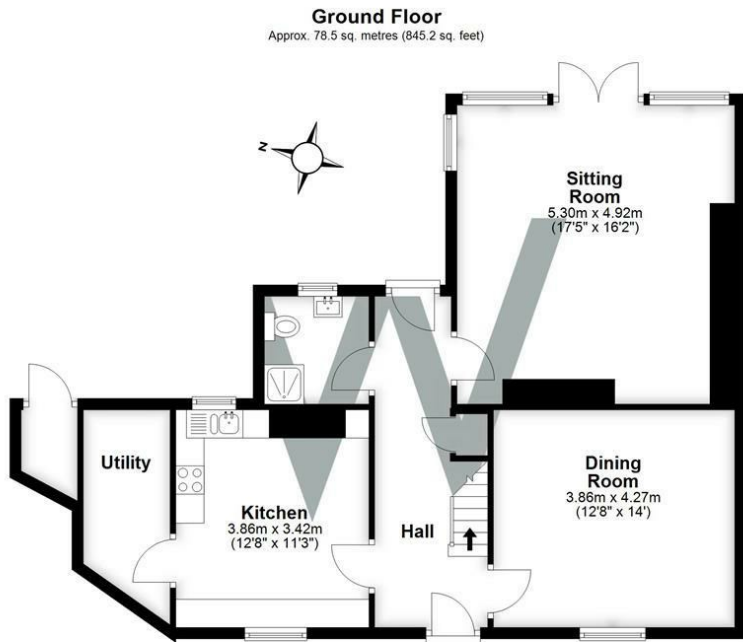 Ground Floor
Approx. 78.5 sq. metres (845.2 sq. feet)
N
Sitting
Room
5.30m x 4.92m
(17'5" x 16'2")
Utility
Kitchen
3.86m x 3.42m
(12'8" x 11'3")
Hall
Dining
Room
3.86m x 4.27m
(12'8" x 14')